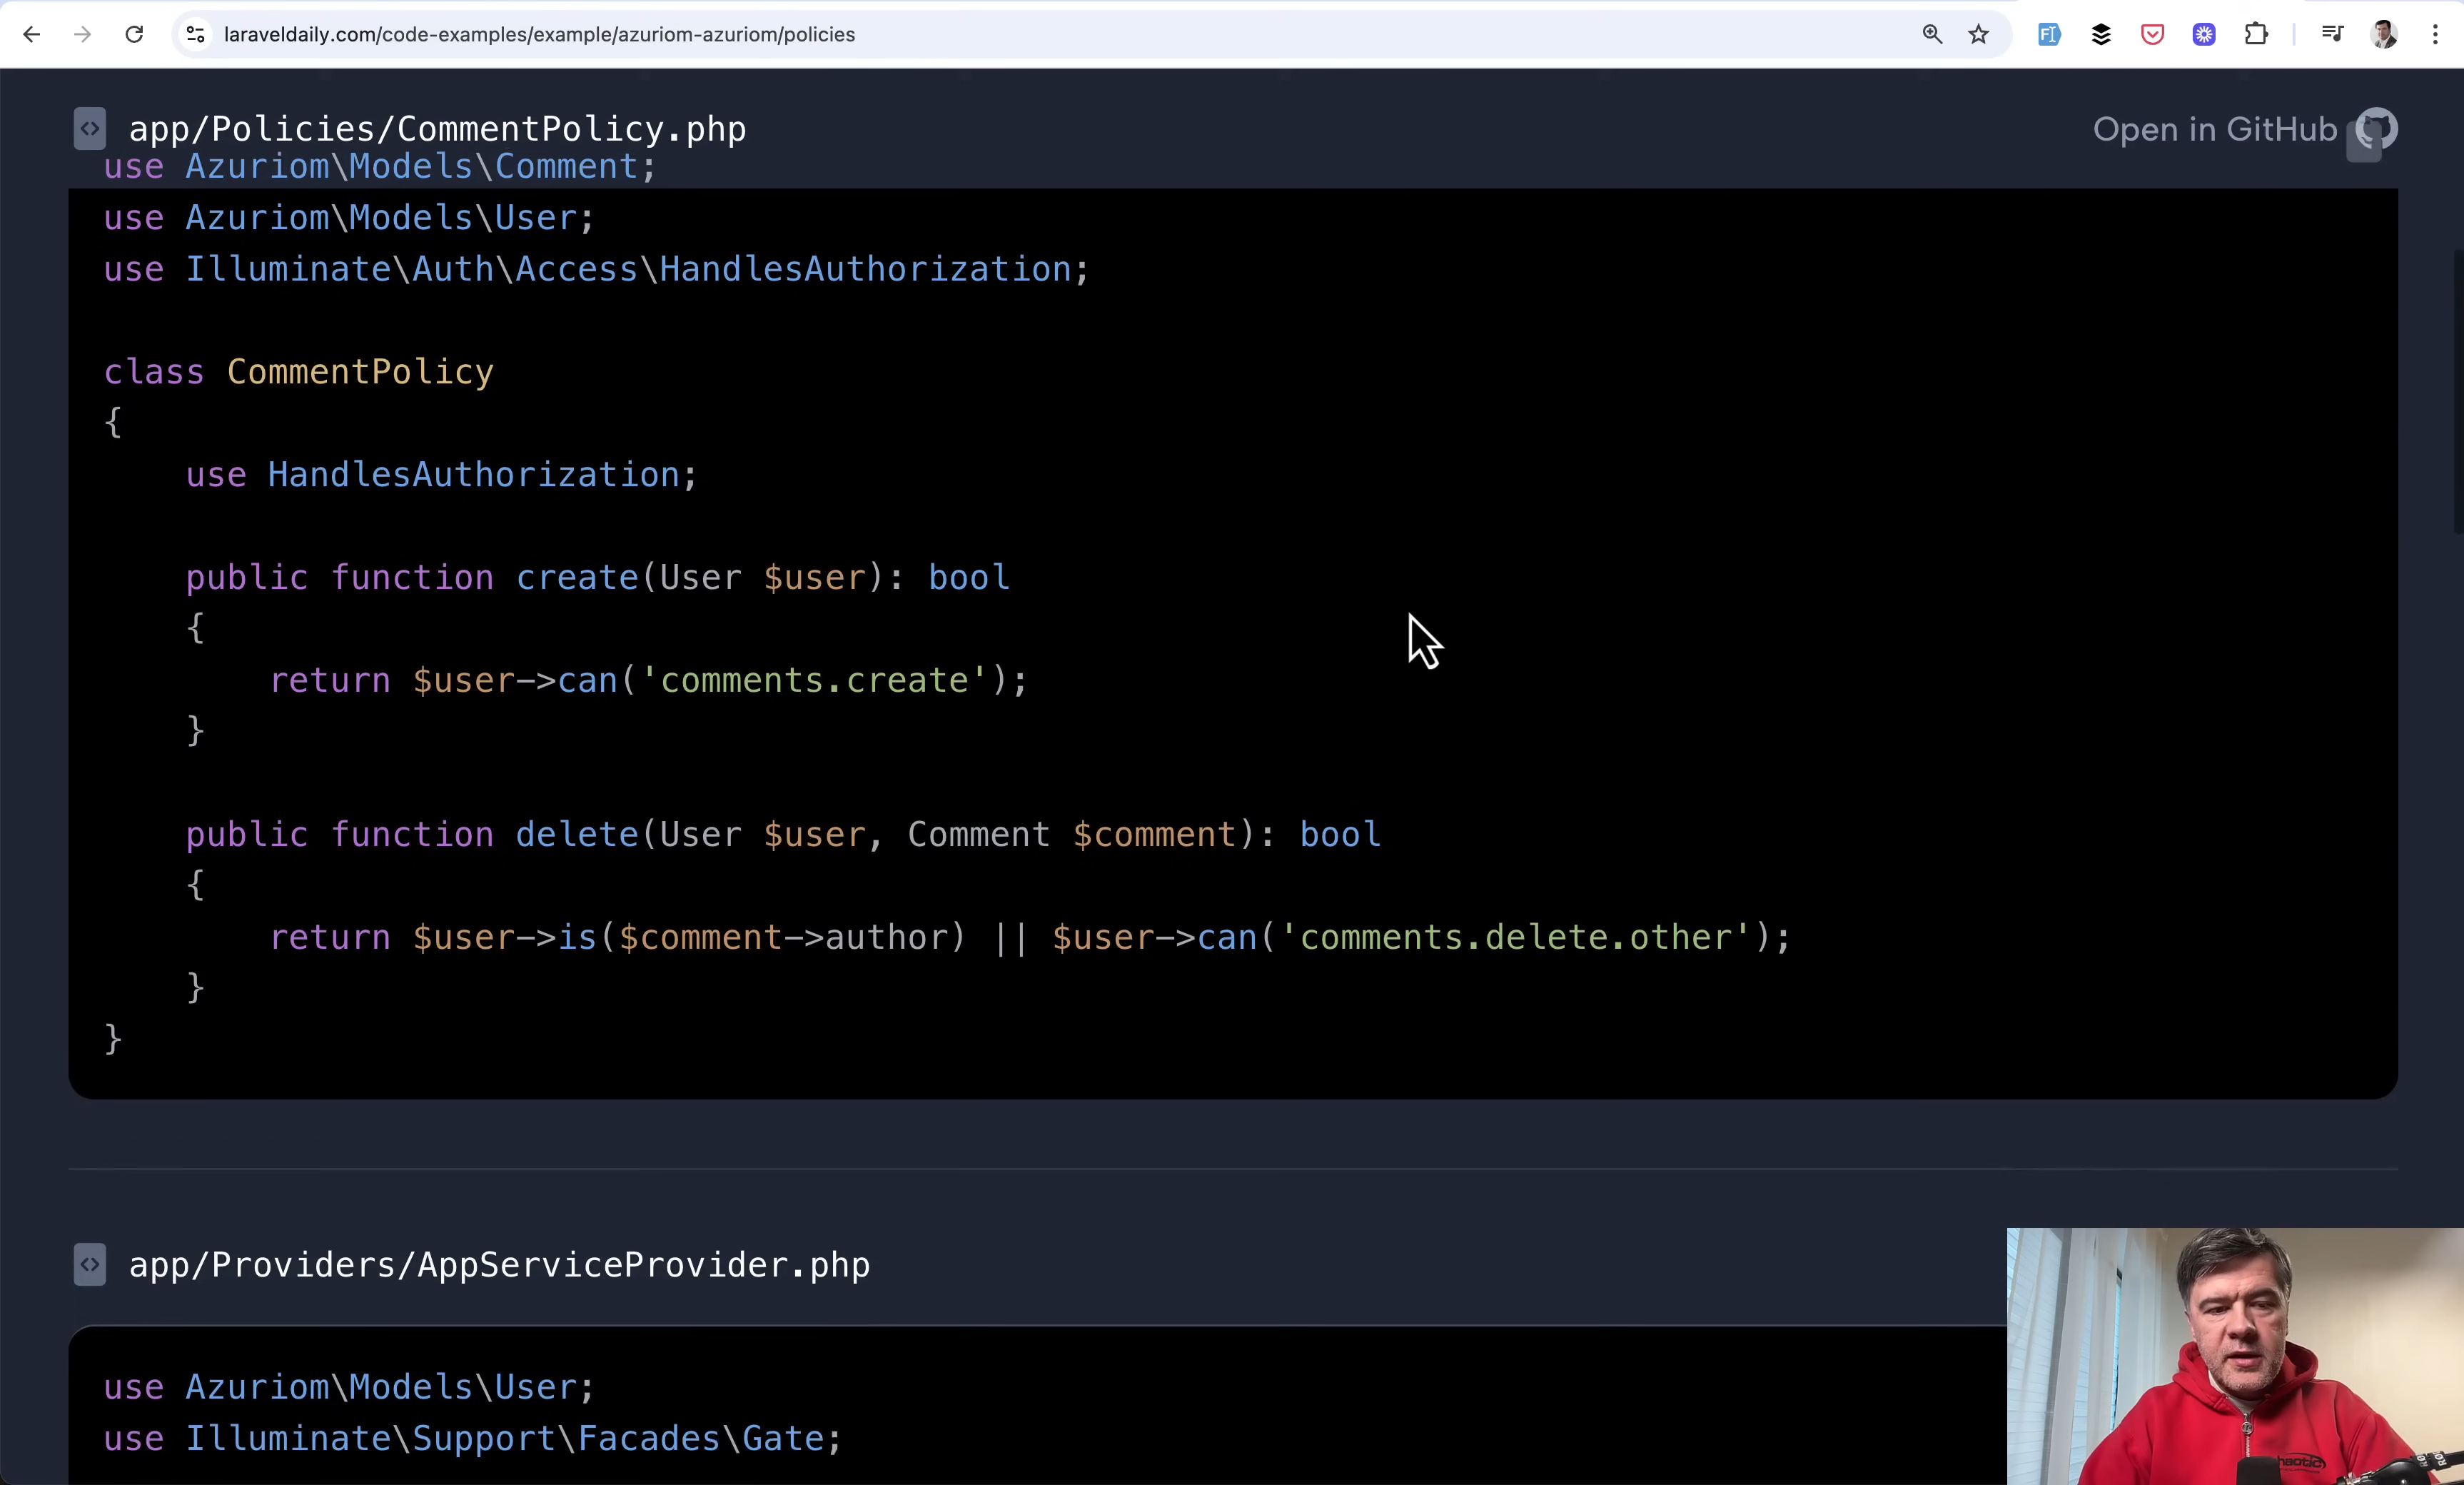 laraveldaily.com/code-examples/example/azuriom-azuriom/policies
app/Policies/CommentPolicy.php
Open in GitHub
use Azuriom\Models\Comment;
use Azuriom\Models\User;
use Illuminate\Auth\Access\HandlesAuthorization;
class CommentPolicy
{
use HandlesAuthorization;
public function create(User $user): bool
{
return $user->can('comments.create');
}
public function delete(User $user, Comment $comment): bool
{
return $user->is($comment->author) || $user->can('comments.delete.other');
}
}
app/Providers/AppServiceProvider.php
use Azuriom\Models\User;
use Illuminate\Support\Facades\Gate;